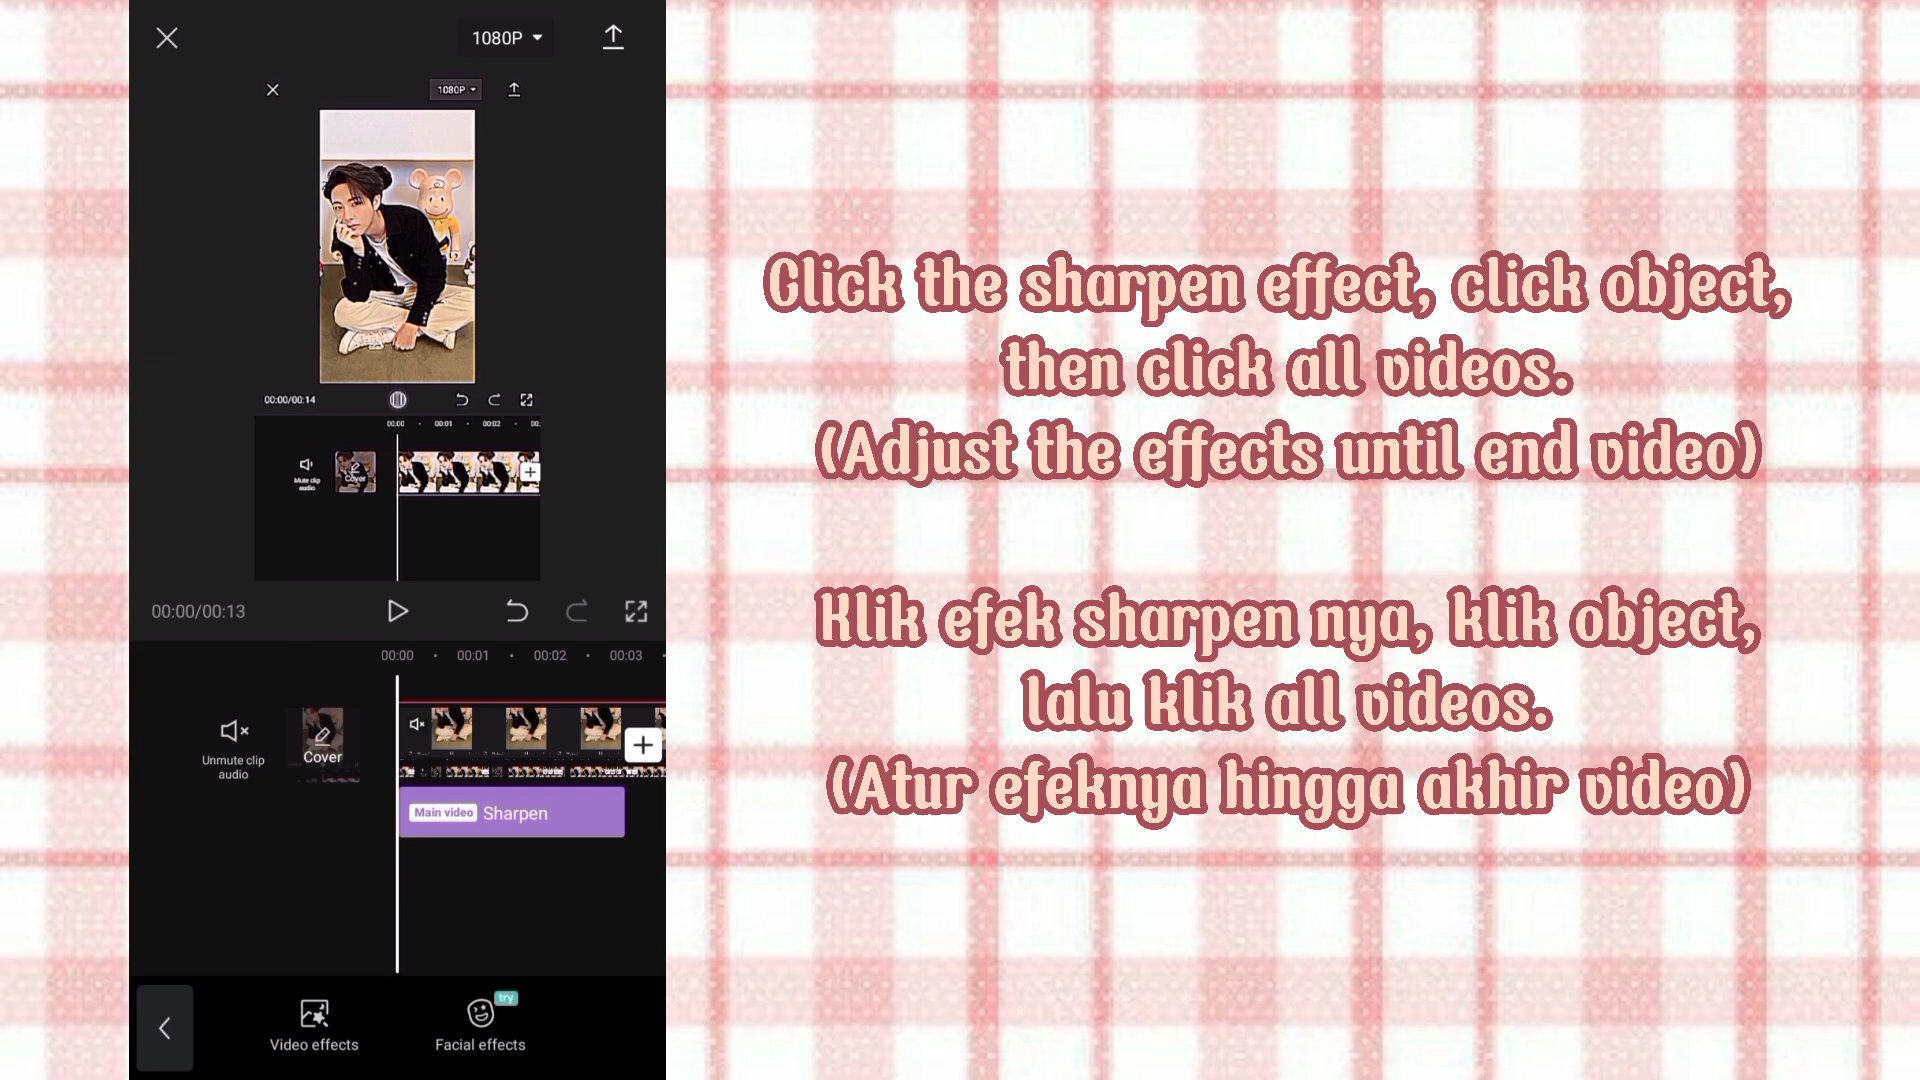 1080P
1080P
00:00/00:14
00:00 00:01 00:02 00:
Mute clip
audio
Cover
00:00/00:13
00:00 00:01 00:02 00:03
Unmute clip
audio
Cover
Main video Sharpen
try
Video effects
Facial effects
Click the sharpen effect, click object,
then click all videos.
(Adjust the effects until end video)
Klik efek sharpen nya, klik object,
lalu klik all videos.
(Atur efeknya hingga akhir video)